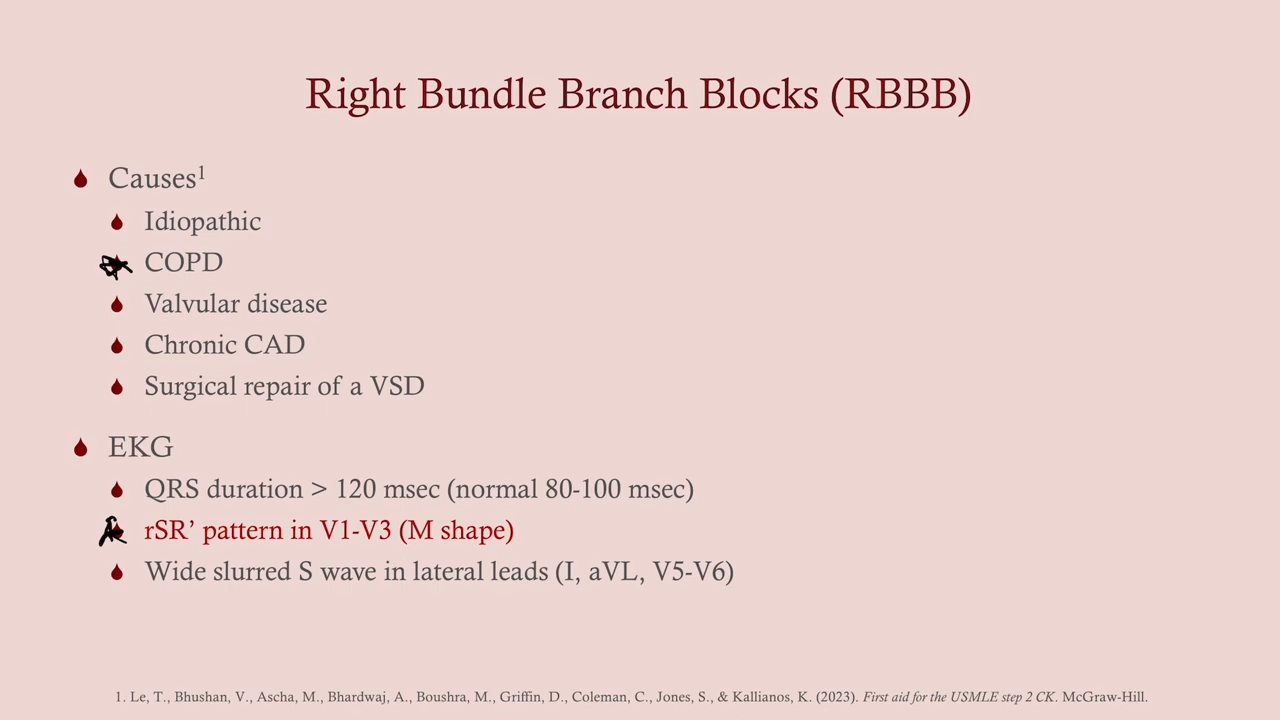 Right Bundle Branch Blocks (RBBB)
Causes¹
Idiopathic
COPD
Valvular disease
Chronic CAD
Surgical repair of a VSD
EKG
QRS duration > 120 msec (normal 80-100 msec)
rSR’ pattern in V1-V3 (M shape)
Wide slurred S wave in lateral leads (I, aVL, V5-V6)
1. Le, T., Bhushan, V., Ascha, M., Bhardwaj, A., Boushra, M., Griffin, D., Coleman, C., Jones, S., & Kallianos, K. (2023). First aid for the USMLE step 2 CK. McGraw-Hill.